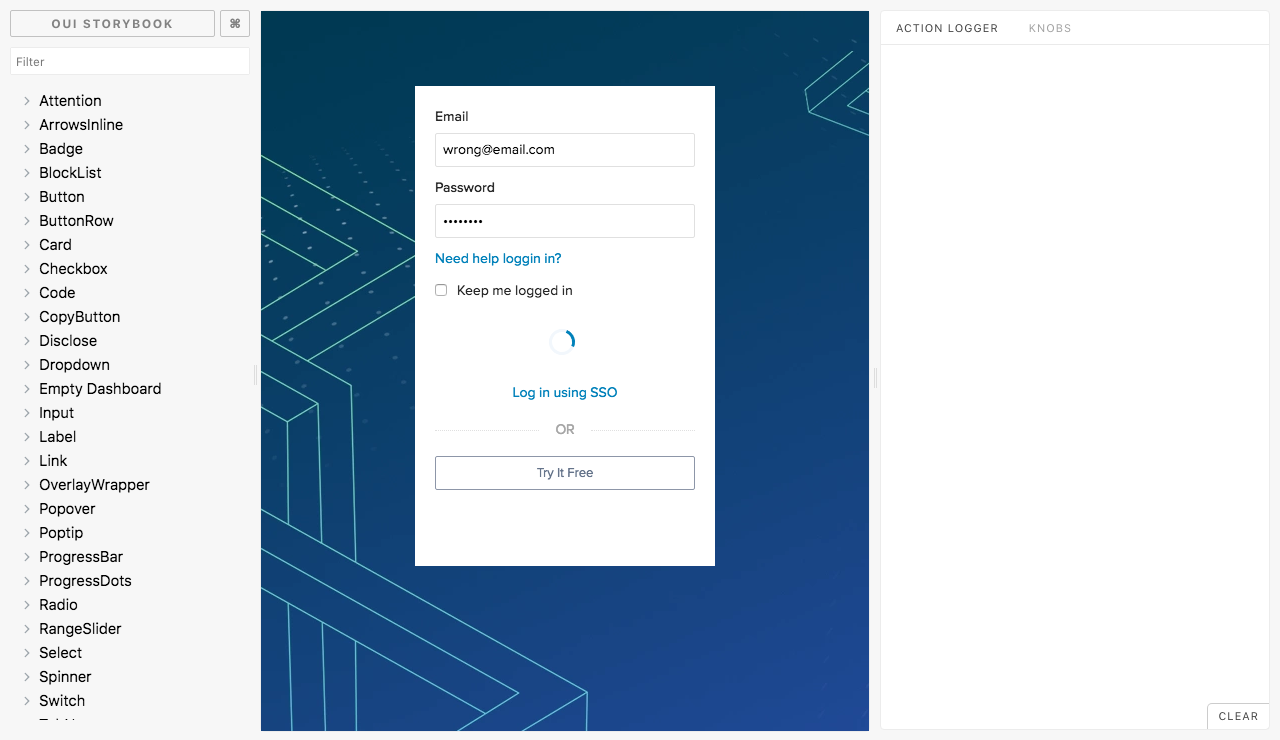 OUI STORYBOOK
⌘
Filter
Attention
ArrowsInline
Badge
BlockList
Button
ButtonRow
Card
Checkbox
Code
CopyButton
Disclose
Dropdown
Empty Dashboard
Input
Label
Link
OverlayWrapper
Popover
Poptip
ProgressBar
ProgressDots
Radio
RangeSlider
Select
Spinner
Switch
Email
wrong@email.com
Password
••••••••
Need help loggin in?
Keep me logged in
Log in using SSO
OR
Try It Free
ACTION LOGGER KNOBS
CLEAR